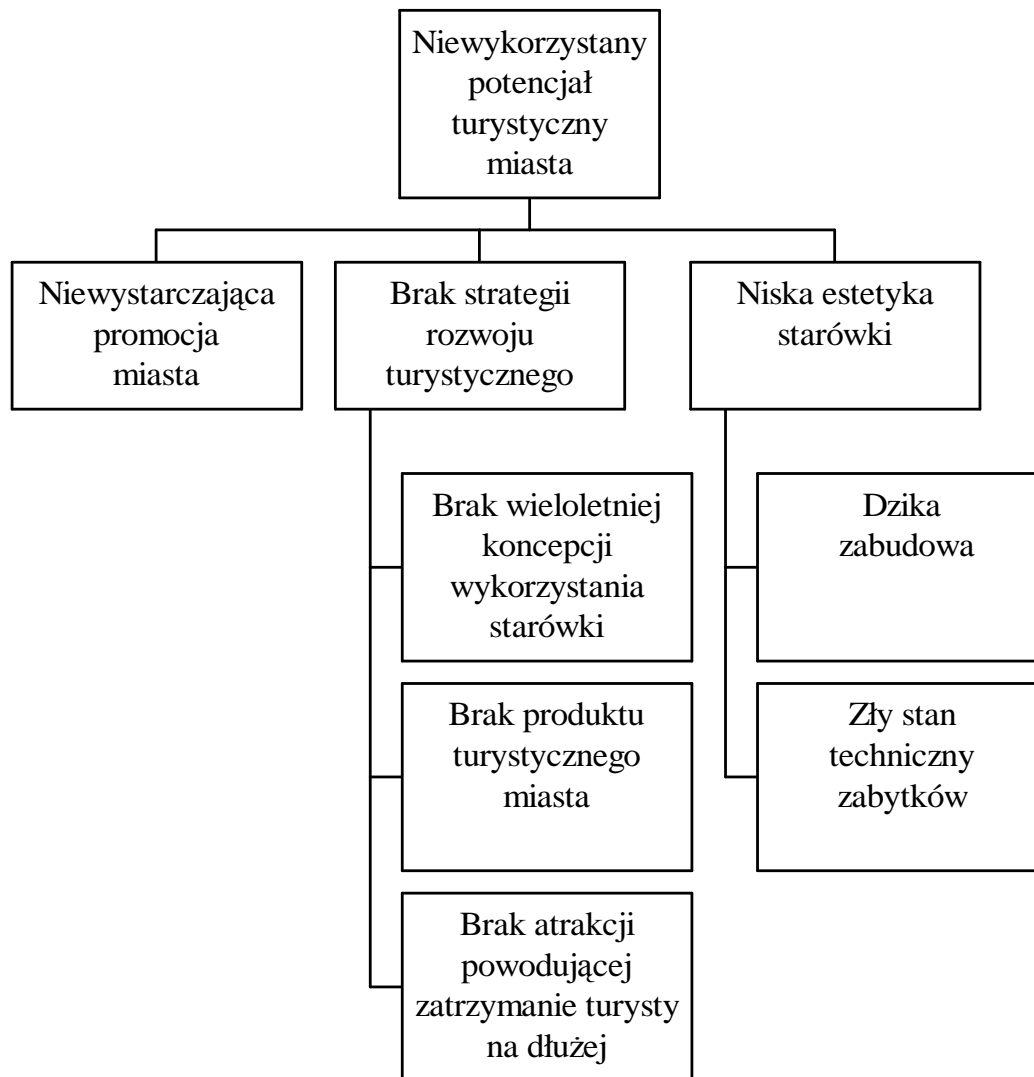 Niewykorzystany
potencjał
turystyczny
miasta
Niewystarczająca
promocja
miasta
Brak strategii
rozwoju
turystycznego
Niska estetyka
starówki
Brak wieloletniej
koncepcji
wykorzystania
starówki
Dzika
zabudowa
Brak produktu
turystycznego
miasta
Zły stan
techniczny
zabytków
Brak atrakcji
powodującej
zatrzymanie turysty
na dłużej